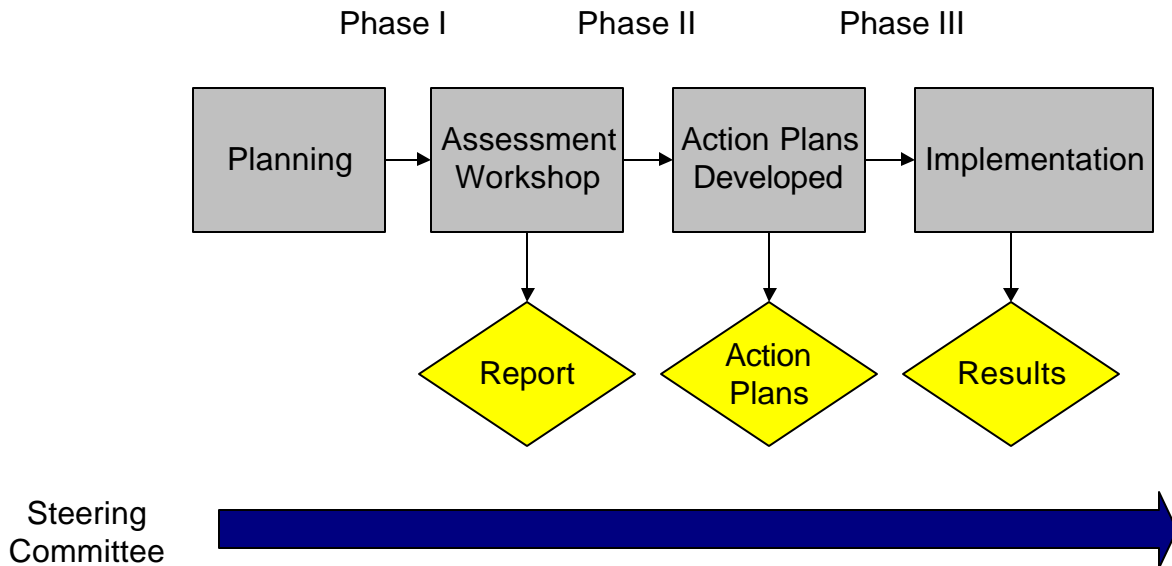 Phase I Phase II Phase III
Planning
Assessment
Workshop
Action Plans
Developed
Implementation
Report
Action
Plans
Results
Steering
Committee